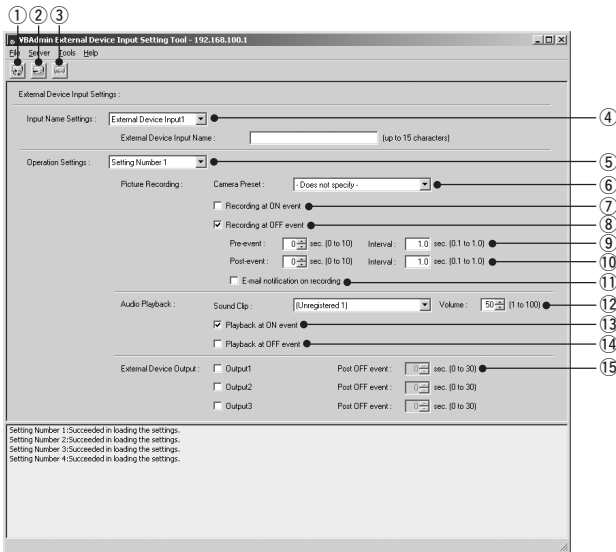 ① ② ③
VBAdmin External Device Input Setting Tool - 192.168.100.1
File Server Tools Help
External Device Input Settings :
Input Name Settings : External Device Input1 ④
External Device Input Name : (up to 15 characters)
Operation Settings : Setting Number 1 ⑤
Picture Recording : Camera Preset : - Does not specify - ⑥
Recording at ON event ⑦
Recording at OFF event ⑧
Pre-event : 0 sec. (0 to 10) Interval : 1.0 sec. (0.1 to 1.0) ⑨
Post-event : 0 sec. (0 to 10) Interval : 1.0 sec. (0.1 to 1.0) ⑩
E-mail notification on recording ⑪
Audio Playback : Sound Clip : (Unregistered 1) Volume : 50 (1 to 100) ⑫
Playback at ON event ⑬
Playback at OFF event ⑭
External Device Output : Output1 Post OFF event : 0 sec. (0 to 30) ⑮
Output2 Post OFF event : 0 sec. (0 to 30)
Output3 Post OFF event : 0 sec. (0 to 30)
Setting Number 1:Succeeded in loading the settings.
Setting Number 2:Succeeded in loading the settings.
Setting Number 3:Succeeded in loading the settings.
Setting Number 4:Succeeded in loading the settings.